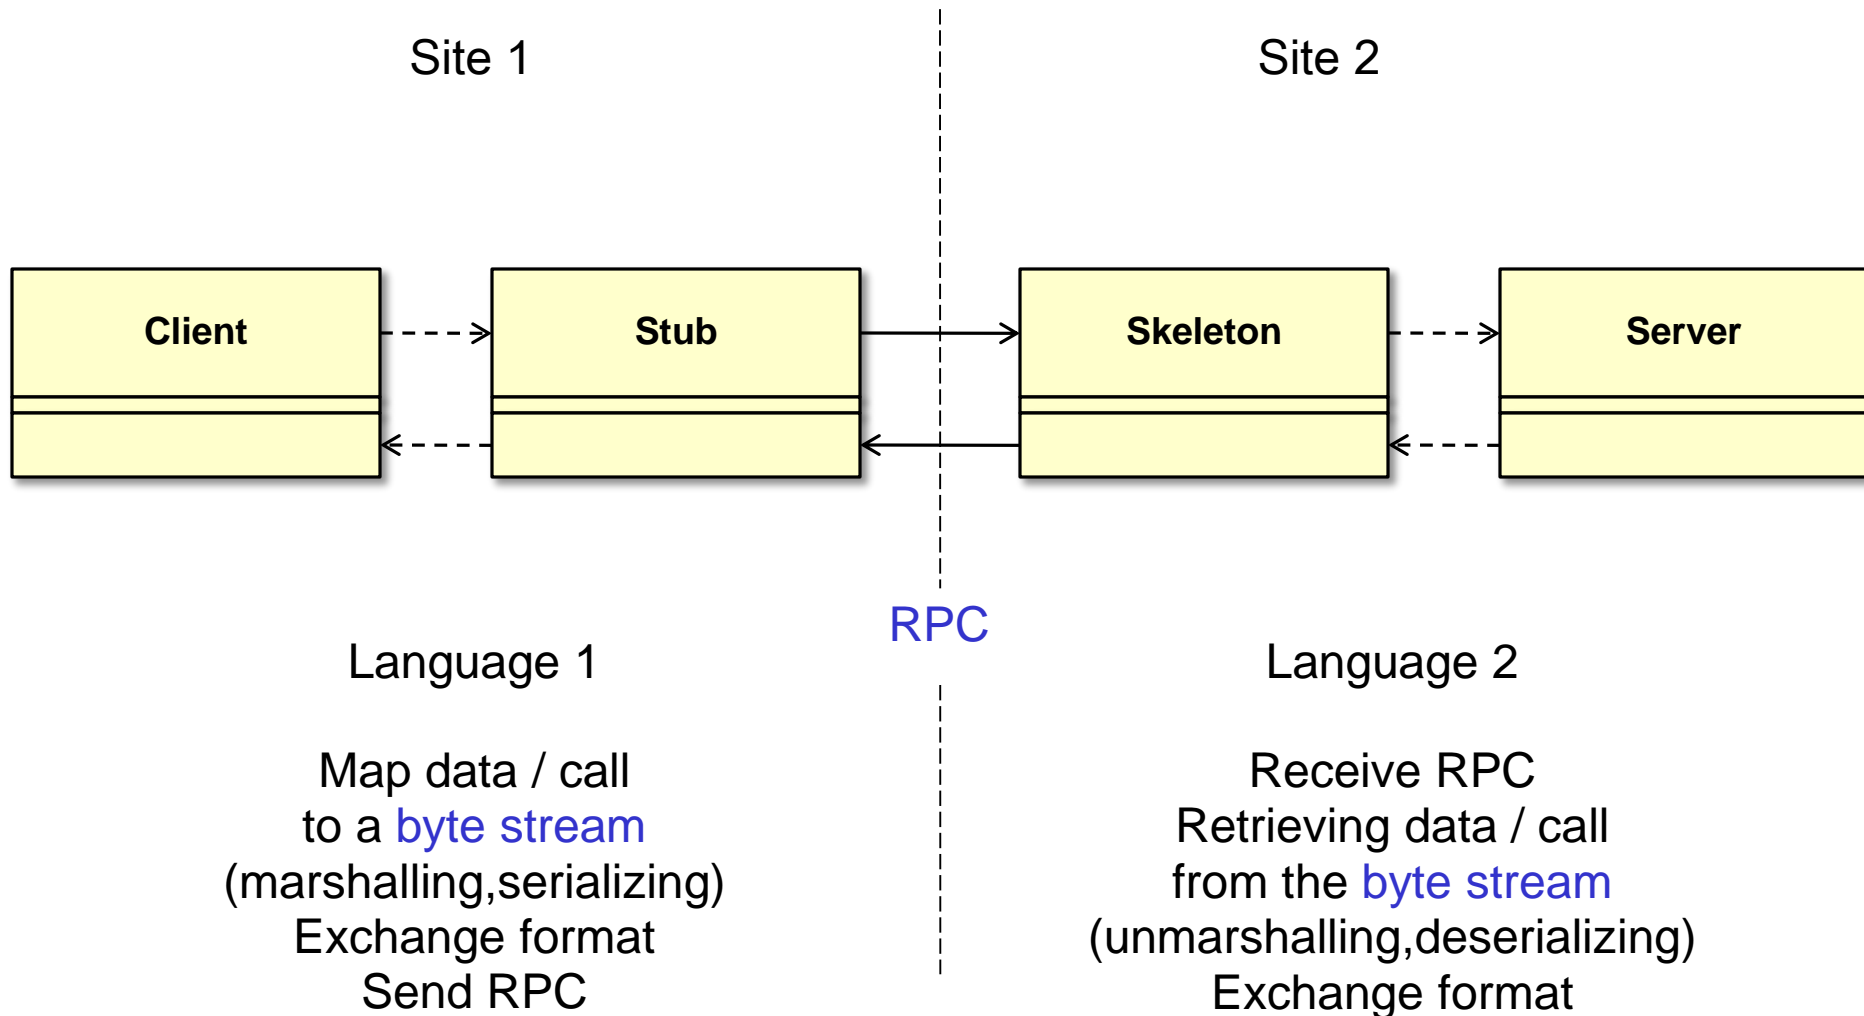 Site 1
Site 2
Client
Stub
Skeleton
Server
RPC
Language 1
Language 2
Map data / call
to a byte stream
(marshalling,serializing)
Exchange format
Send RPC
Receive RPC
Retrieving data / call
from the byte stream
(unmarshalling,deserializing)
Exchange format